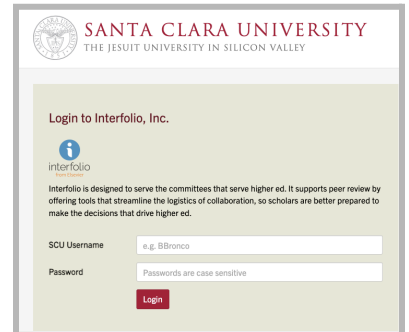 SANTA CLARA UNIVERSITY
THE JESUIT UNIVERSITY IN SILICON VALLEY
Login to Interfolio, Inc.
interfolio
from Elsevier
Interfolio is designed to serve the committees that serve higher ed. It supports peer review by
offering tools that streamline the logistics of collaboration, so scholars are better prepared to
make the decisions that drive higher ed.
SCU Username
e.g. BBronco
Password
Passwords are case sensitive
Login